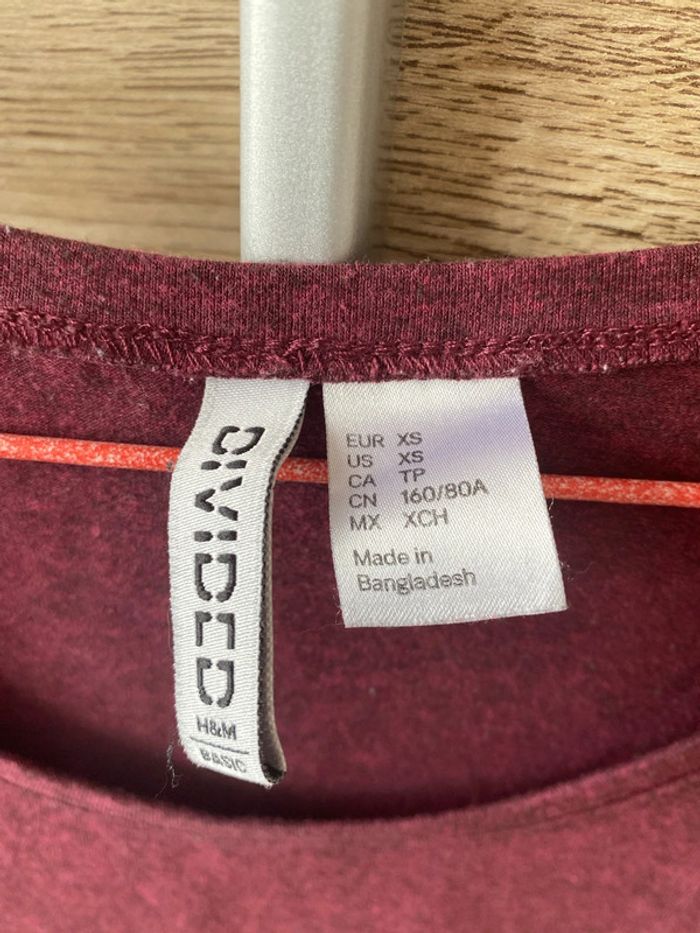 DIVIDED
H&M
BASIC
EUR XS
US XS
CA TP
CN 160/80A
MX XCH
Made in
Bangladesh